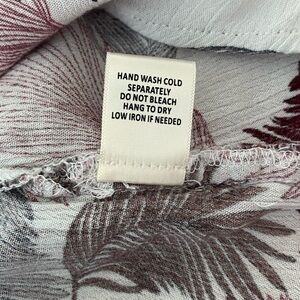 HAND WASH COLD
SEPARATELY
DO NOT BLEACH
HANG TO DRY
LOW IRON IF NEEDED